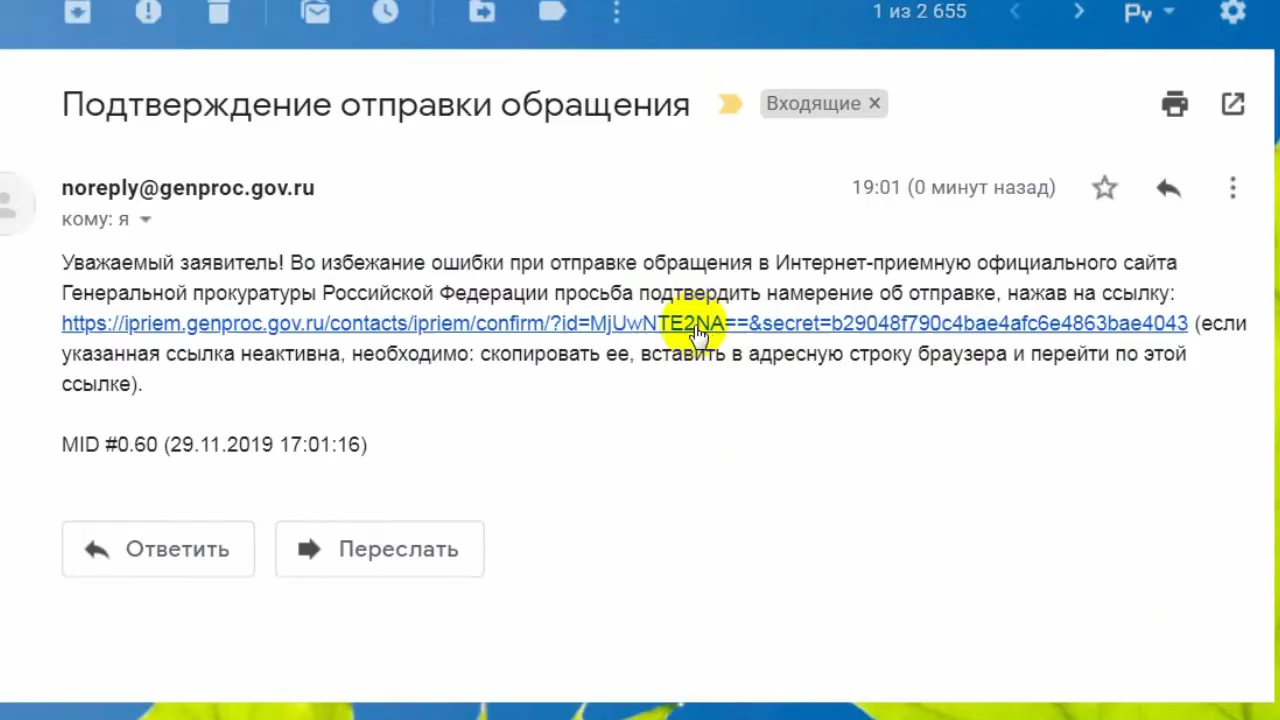 1 из 2 655
Ру
Подтверждение отправки обращения
Входящие ×
noreply@genproc.gov.ru
19:01 (0 минут назад)
кому: я
Уважаемый заявитель! Во избежание ошибки при отправке обращения в Интернет-приемную официального сайта
Генеральной прокуратуры Российской Федерации просьба подтвердить намерение об отправке, нажав на ссылку:
https://ipriem.genproc.gov.ru/contacts/ipriem/confirm/?id=MjUwNTE2NA==&secret=b29048f790c4bae4afc6e4863bae4043 (если
указанная ссылка неактивна, необходимо: скопировать ее, вставить в адресную строку браузера и перейти по этой
ссылке).
MID #0.60 (29.11.2019 17:01:16)
Ответить
Переслать